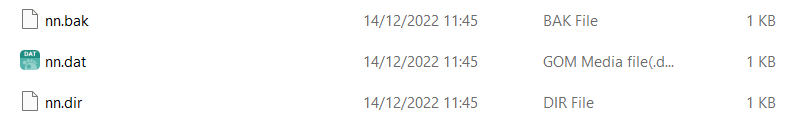 nn.bak 14/12/2022 11:45 BAK File 1 KB
DAT
nn.dat 14/12/2022 11:45 GOM Media file(.d... 1 KB
nn.dir 14/12/2022 11:45 DIR File 1 KB